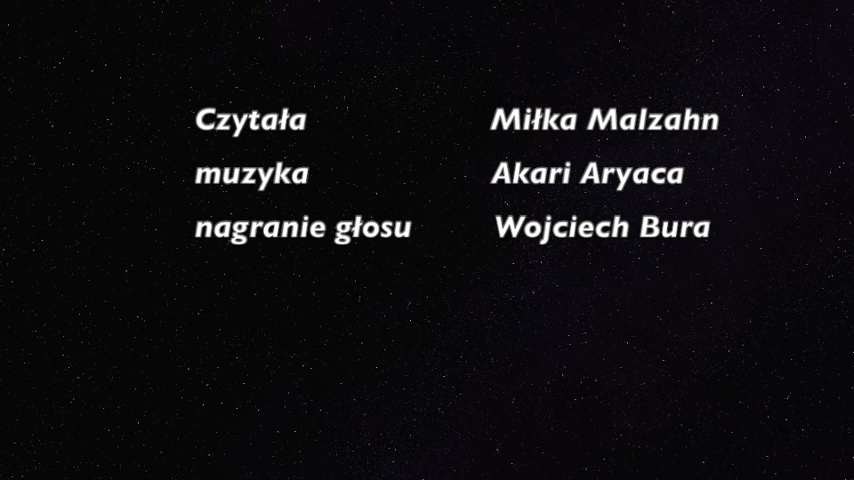 Czytała Miłka Malzahn
muzyka Akari Aryaca
nagranie głosu Wojciech Bura